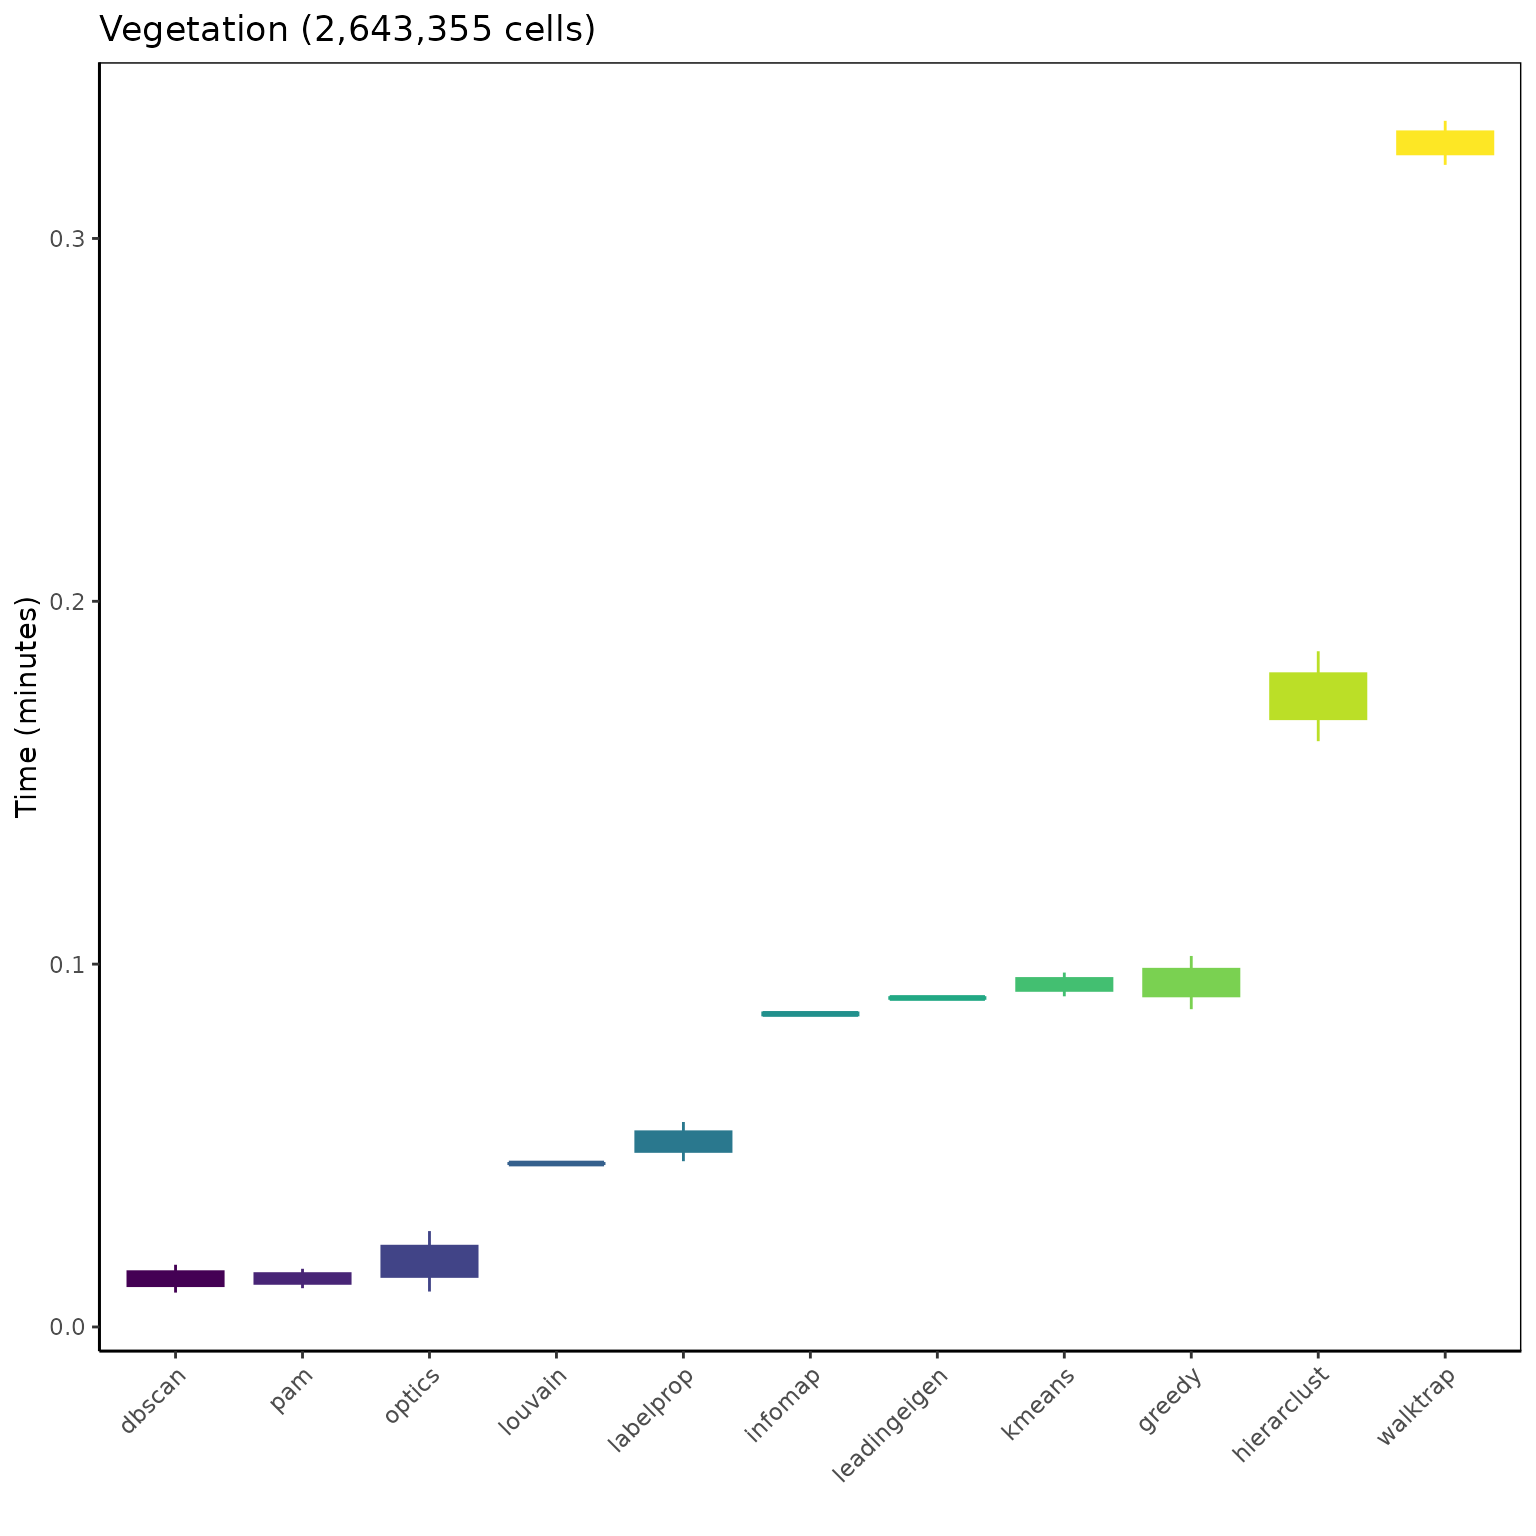 Vegetation (2,643,355 cells)
Time (minutes)
0.3
0.2
0.1
0.0
dbscan
pam
optics
louvain
labelprop
infomap
leadingeigen
kmeans
greedy
hierarclust
walktrap